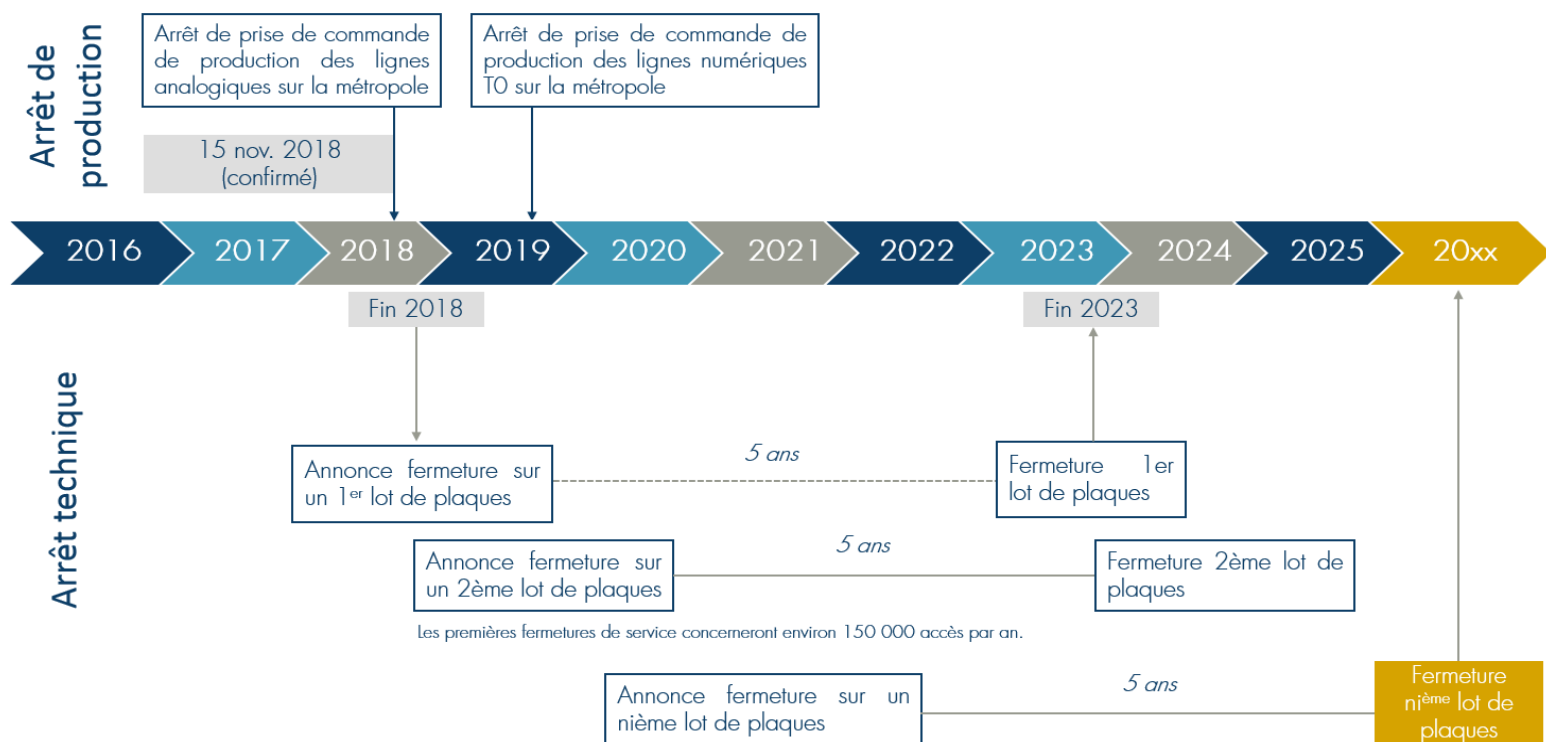 Arrêt de
production
Arrêt de prise de commande
de production des lignes
analogiques sur la métropole
Arrêt de prise de commande de
production des lignes numériques
T0 sur la métropole
15 nov. 2018
(confirmé)
2016
2017
2018
2019
2020
2021
2022
2023
2024
2025
20xx
Fin 2018
Fin 2023
Arrêt technique
Annonce fermeture sur
un 1er lot de plaques
5 ans
Fermeture 1er
lot de plaques
Annonce fermeture sur
un 2ème lot de plaques
5 ans
Fermeture 2ème lot de
plaques
Les premières fermetures de service concerneront environ 150 000 accès par an.
Annonce fermeture sur un
nième lot de plaques
5 ans
Fermeture
nième lot de
plaques